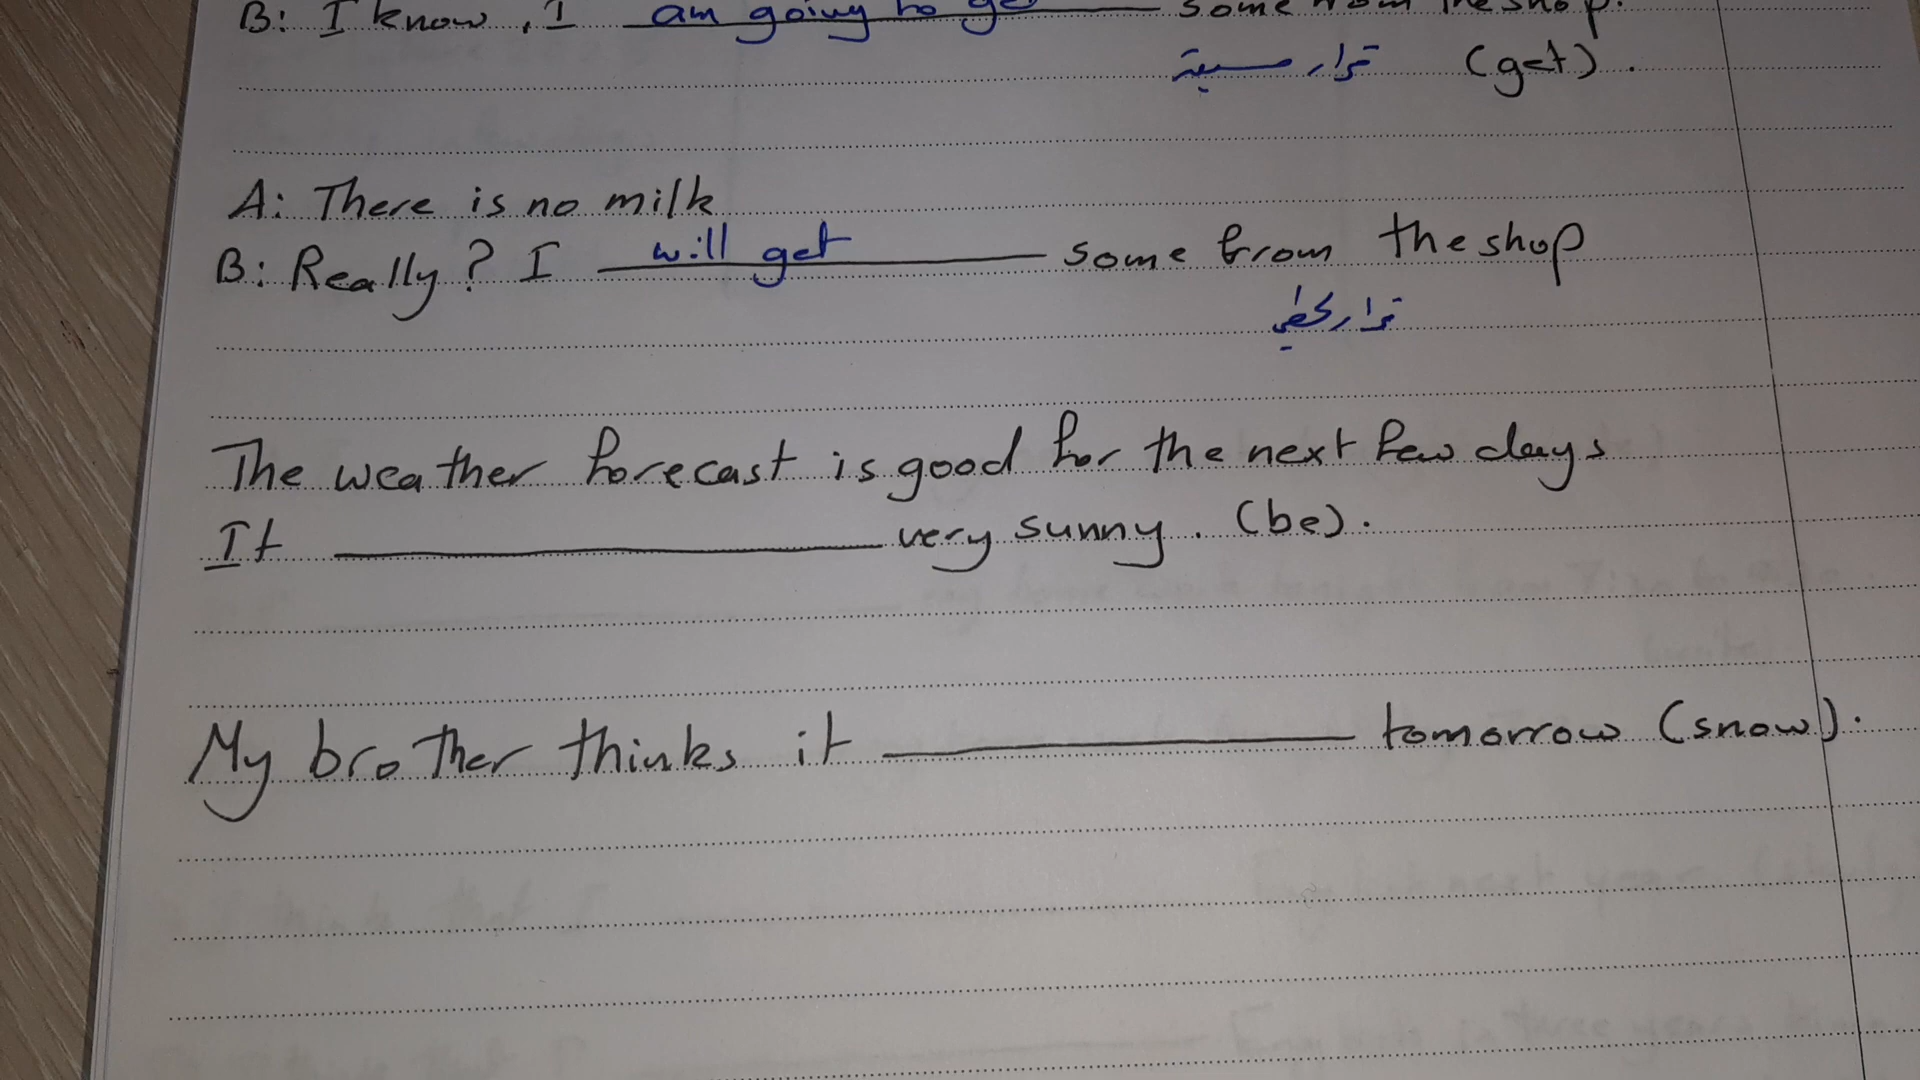 B: I know, I am going to get some from the shop.
قرار مسبق (get).
A: There is no milk
B: Really? I will get some from the shop
قرار لحظي
The weather forecast is good for the next few days
It ____________ very sunny. (be).
My brother thinks it ____________ tomorrow (snow).